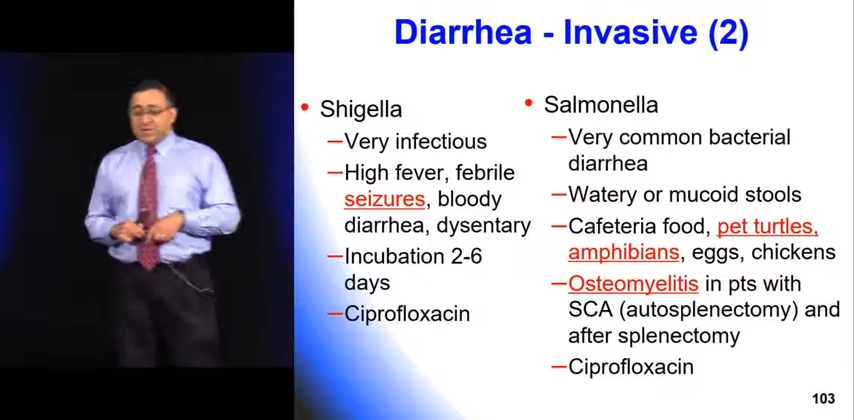 Diarrhea - Invasive (2)
• Shigella
–Very infectious
–High fever, febrile
seizures, bloody
diarrhea, dysentary
–Incubation 2-6
days
–Ciprofloxacin
• Salmonella
–Very common bacterial
diarrhea
–Watery or mucoid stools
–Cafeteria food, pet turtles,
amphibians, eggs, chickens
–Osteomyelitis in pts with
SCA (autosplenectomy) and
after splenectomy
–Ciprofloxacin
103